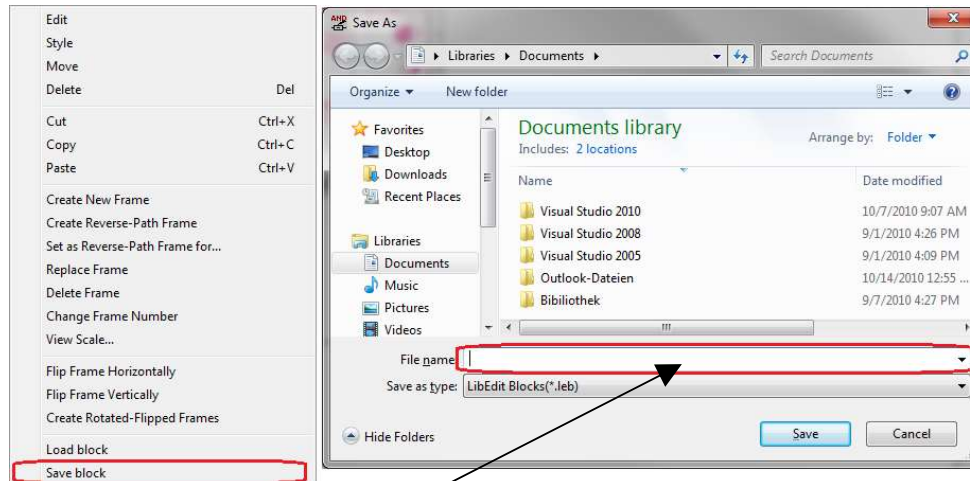 Edit
Style
Move
Delete Del
Cut Ctrl+X
Copy Ctrl+C
Paste Ctrl+V
Create New Frame
Create Reverse-Path Frame
Set as Reverse-Path Frame for...
Replace Frame
Delete Frame
Change Frame Number
View Scale...
Flip Frame Horizontally
Flip Frame Vertically
Create Rotated-Flipped Frames
Load block
Save block
AND Save As
Libraries Documents
Search Documents
Organize New folder
Favorites
Desktop
Downloads
Recent Places
Libraries
Documents
Music
Pictures
Videos
Documents library
Includes: 2 locations
Arrange by: Folder
Name Date modified
Visual Studio 2010 10/7/2010 9:07 AM
Visual Studio 2008 9/1/2010 4:26 PM
Visual Studio 2005 9/1/2010 4:09 PM
Outlook-Dateien 10/14/2010 12:55 ...
Bibiliothek 9/7/2010 4:27 PM
File name:
Save as type: LibEdit Blocks(*.leb)
Hide Folders
Save Cancel